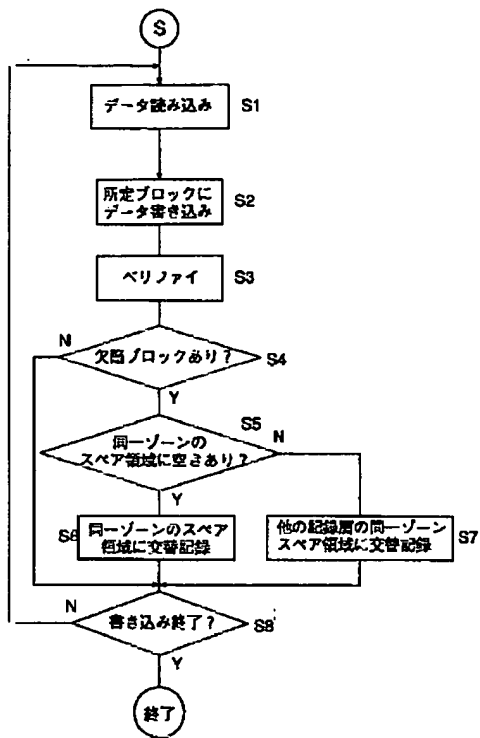 S
データ読み込み
S1
所定ブロックに
データ書き込み
S2
ベリファイ
S3
N
欠陥ブロックあり？
S4
Y
S5
同一ゾーンの
スペア領域に空きあり？
N
Y
S6
同一ゾーンのスペア
領域に交替記録
他の記録層の同一ゾーン
スペア領域に交替記録
S7
N
書き込み終了？
S8
Y
終了